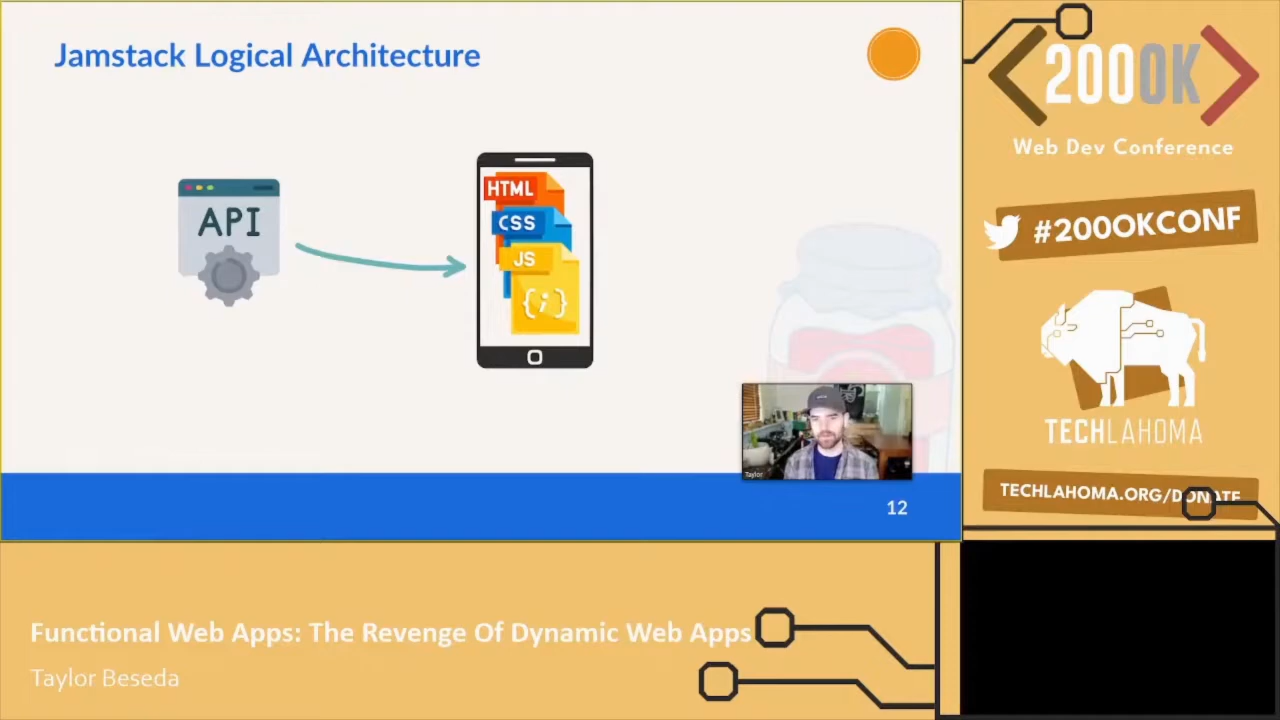 Jamstack Logical Architecture
API
HTML
CSS
JS
{ ; }
Taylor
12
<200OK>
Web Dev Conference
#200OKCONF
TECHLAHOMA
TECHLAHOMA.ORG/DONATE
Functional Web Apps: The Revenge Of Dynamic Web Apps
Taylor Beseda